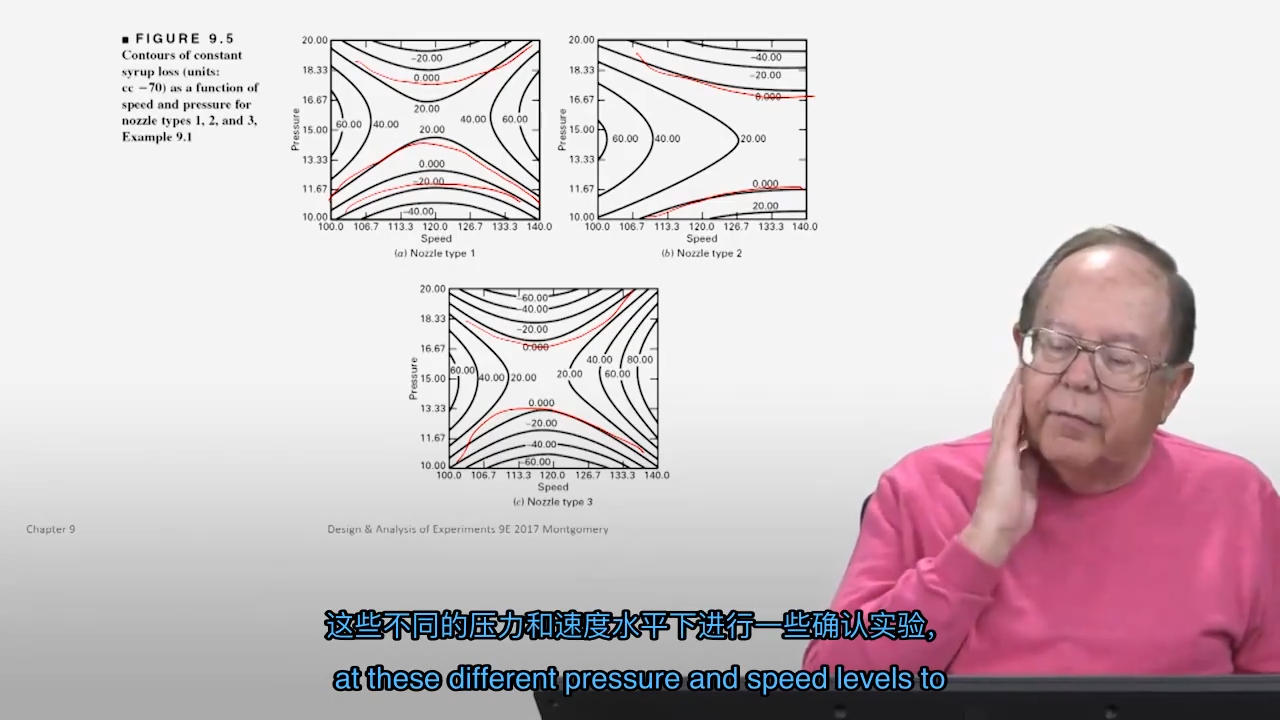 ■ FIGURE 9.5
Contours of constant
syrup loss (units:
cc −70) as a function of
speed and pressure for
nozzle types 1, 2, and 3,
Example 9.1
20.00
18.33
16.67
15.00
13.33
11.67
10.00
Pressure
−20.00
0.000
20.00
60.00
40.00
20.00
40.00
60.00
0.000
−20.00
−40.00
100.0 106.7 113.3 120.0 126.7 133.3 140.0
Speed
(a) Nozzle type 1
20.00
18.33
16.67
15.00
13.33
11.67
10.00
Pressure
−40.00
−20.00
0.000
60.00
40.00
20.00
0.000
20.00
100.0 106.7 113.3 120.0 126.7 133.3 140.0
Speed
(b) Nozzle type 2
20.00
18.33
16.67
15.00
13.33
11.67
10.00
Pressure
−60.00
−40.00
−20.00
0.000
60.00
40.00
20.00
20.00
40.00
60.00
80.00
0.000
−20.00
−40.00
−60.00
100.0 106.7 113.3 120.0 126.7 133.3 140.0
Speed
(c) Nozzle type 3
Chapter 9
Design & Analysis of Experiments 9E 2017 Montgomery
这些不同的压力和速度水平下进行一些确认实验,
at these different pressure and speed levels to